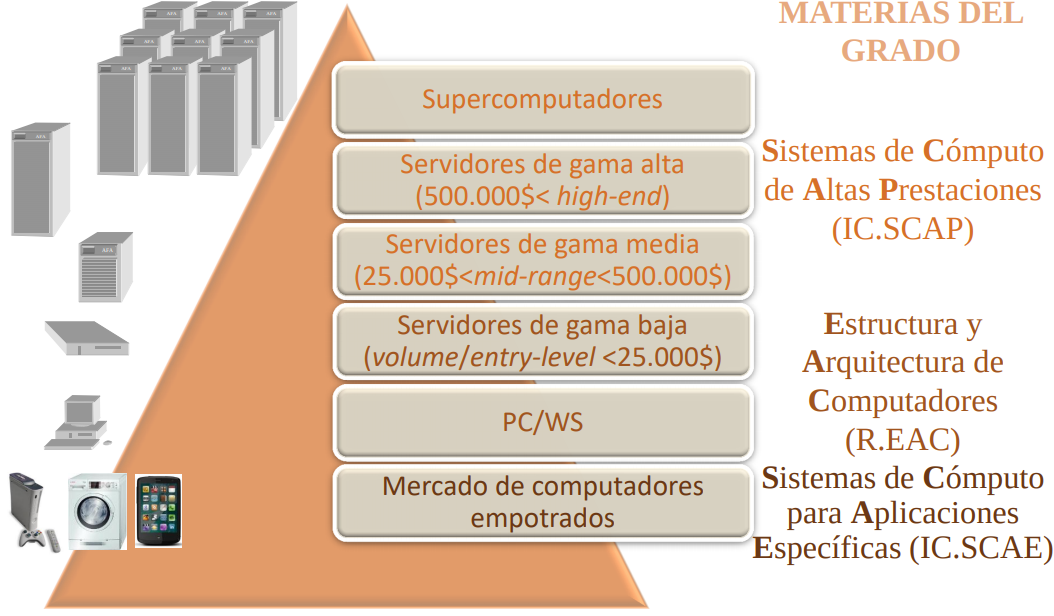 MATERIAS DEL
GRADO
Supercomputadores
Servidores de gama alta
(500.000$< high-end)
Servidores de gama media
(25.000$<mid-range<500.000$)
Servidores de gama baja
(volume/entry-level <25.000$)
PC/WS
Mercado de computadores
empotrados
Sistemas de Cómputo
de Altas Prestaciones
(IC.SCAP)
Estructura y
Arquitectura de
Computadores
(R.EAC)
Sistemas de Cómputo
para Aplicaciones
Específicas (IC.SCAE)